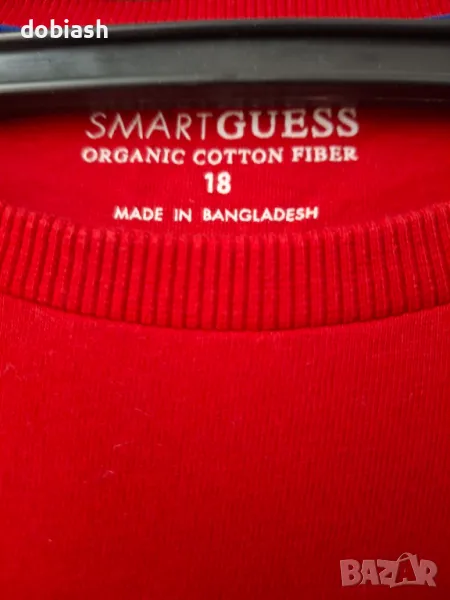 dobiash
SMARTGUESS
ORGANIC COTTON FIBER
18
MADE IN BANGLADESH
BAZAR